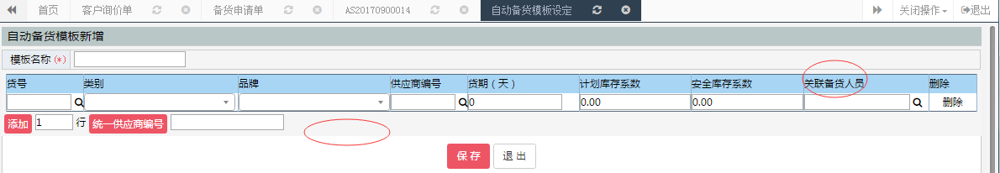 首页 客户询价单 备货申请单 AS20170900014 自动备货模板设定 关闭操作 退出
自动备货模板新增
模板名称 (*)
货号 类别 品牌 供应商编号 货期（天） 计划库存系数 安全库存系数 关联备货人员 删除
0 0.00 0.00 删除
添加 1 行 统一供应商编号
保 存 退 出